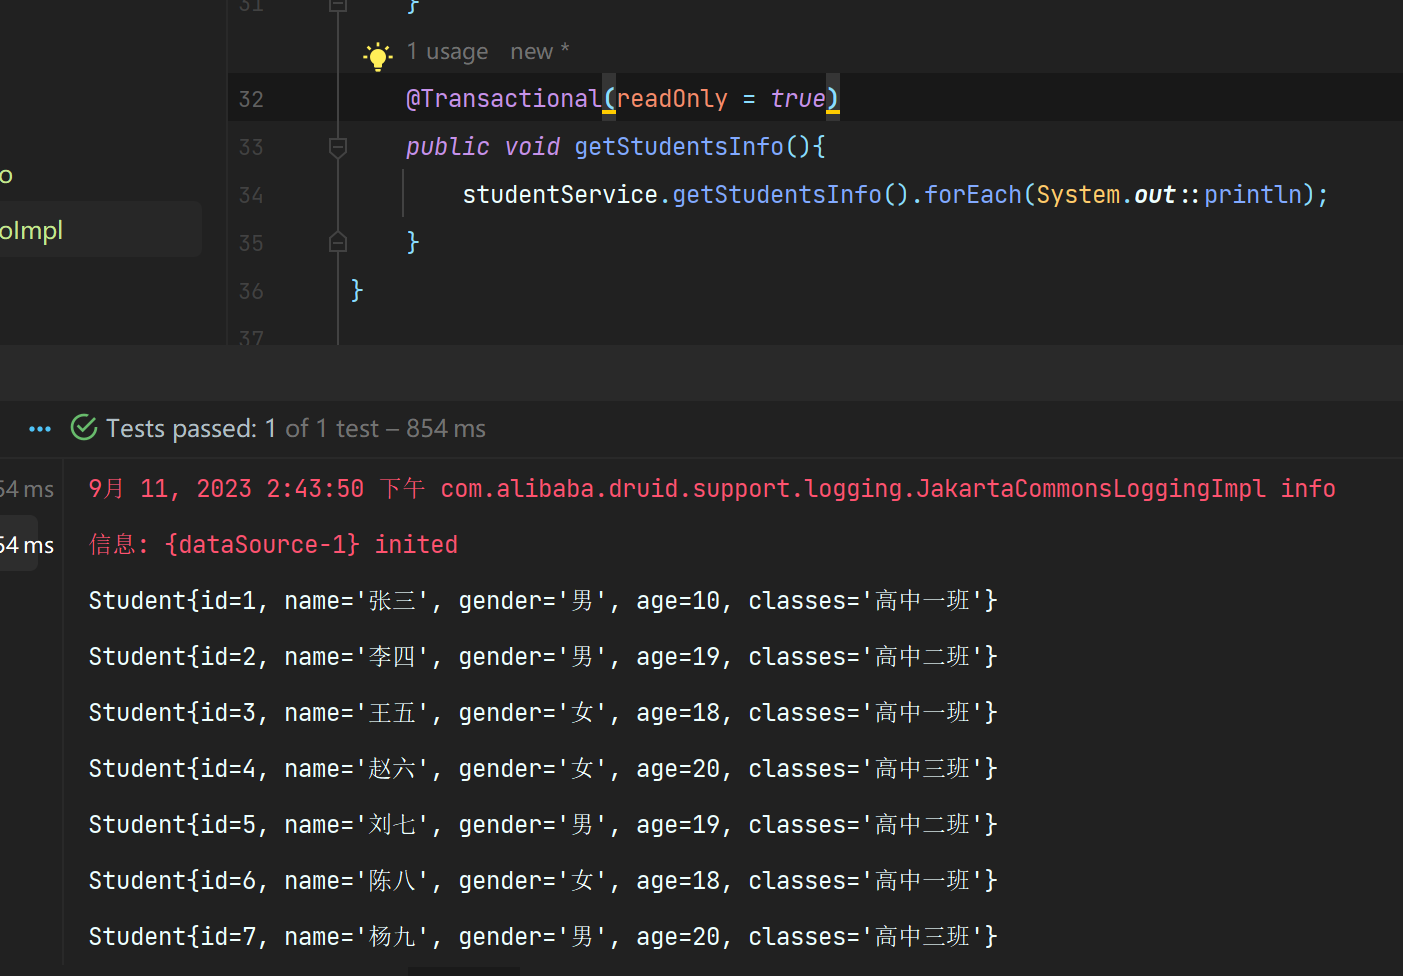 31 }
1 usage new *
32 @Transactional(readOnly = true)
33 public void getStudentsInfo(){
o
34 studentService.getStudentsInfo().forEach(System.out::println);
oImpl
35 }
36 }
37
Tests passed: 1 of 1 test – 854 ms
54 ms 9月 11, 2023 2:43:50 下午 com.alibaba.druid.support.logging.JakartaCommonsLoggingImpl info
54 ms 信息: {dataSource-1} inited
Student{id=1, name='张三', gender='男', age=10, classes='高中一班'}
Student{id=2, name='李四', gender='男', age=19, classes='高中二班'}
Student{id=3, name='王五', gender='女', age=18, classes='高中一班'}
Student{id=4, name='赵六', gender='女', age=20, classes='高中三班'}
Student{id=5, name='刘七', gender='男', age=19, classes='高中二班'}
Student{id=6, name='陈八', gender='女', age=18, classes='高中一班'}
Student{id=7, name='杨九', gender='男', age=20, classes='高中三班'}